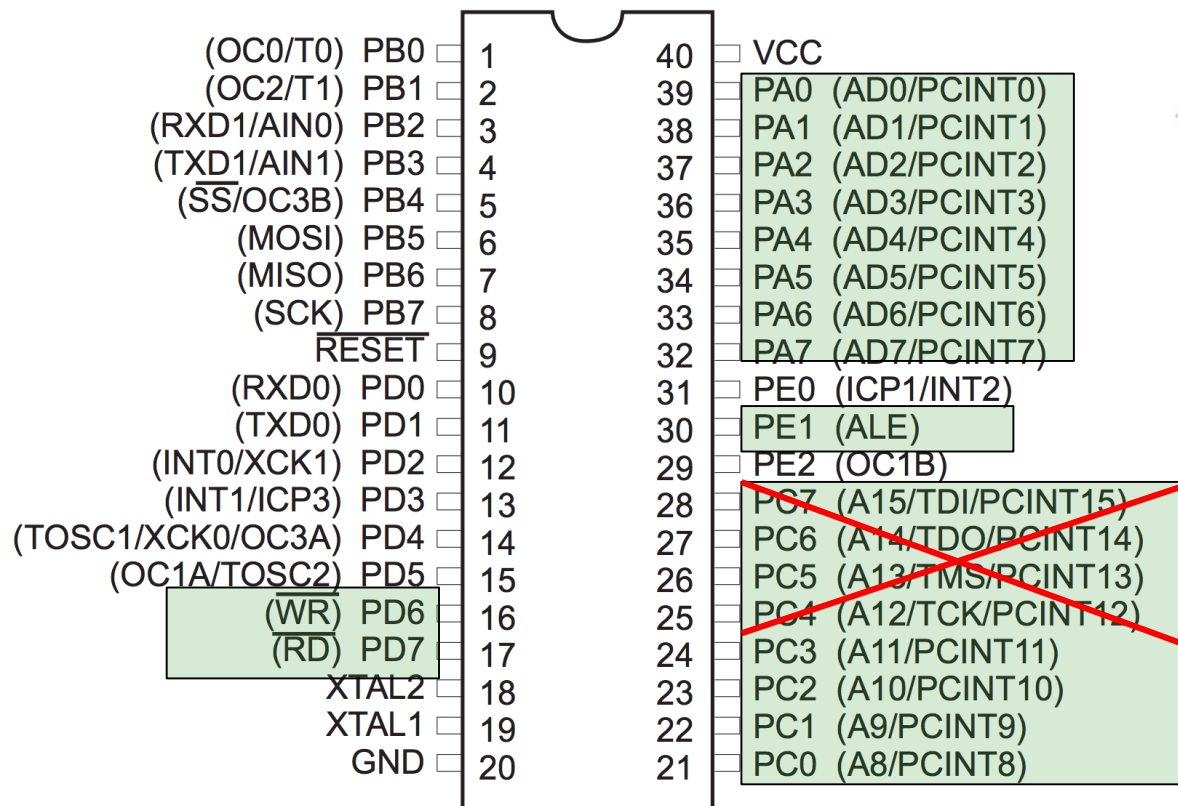 (OC0/T0) PB0 1 40 VCC
(OC2/T1) PB1 2 39 PA0 (AD0/PCINT0)
(RXD1/AIN0) PB2 3 38 PA1 (AD1/PCINT1)
(TXD1/AIN1) PB3 4 37 PA2 (AD2/PCINT2)
(SS/OC3B) PB4 5 36 PA3 (AD3/PCINT3)
(MOSI) PB5 6 35 PA4 (AD4/PCINT4)
(MISO) PB6 7 34 PA5 (AD5/PCINT5)
(SCK) PB7 8 33 PA6 (AD6/PCINT6)
RESET 9 32 PA7 (AD7/PCINT7)
(RXD0) PD0 10 31 PE0 (ICP1/INT2)
(TXD0) PD1 11 30 PE1 (ALE)
(INT0/XCK1) PD2 12 29 PE2 (OC1B)
(INT1/ICP3) PD3 13 28 PC7 (A15/TDI/PCINT15)
(TOSC1/XCK0/OC3A) PD4 14 27 PC6 (A14/TDO/PCINT14)
(OC1A/TOSC2) PD5 15 26 PC5 (A13/TMS/PCINT13)
(WR) PD6 16 25 PC4 (A12/TCK/PCINT12)
(RD) PD7 17 24 PC3 (A11/PCINT11)
XTAL2 18 23 PC2 (A10/PCINT10)
XTAL1 19 22 PC1 (A9/PCINT9)
GND 20 21 PC0 (A8/PCINT8)